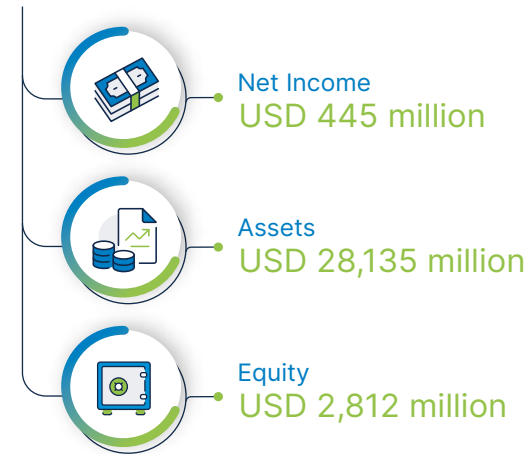 Net Income
USD 445 million
Assets
USD 28,135 million
Equity
USD 2,812 million